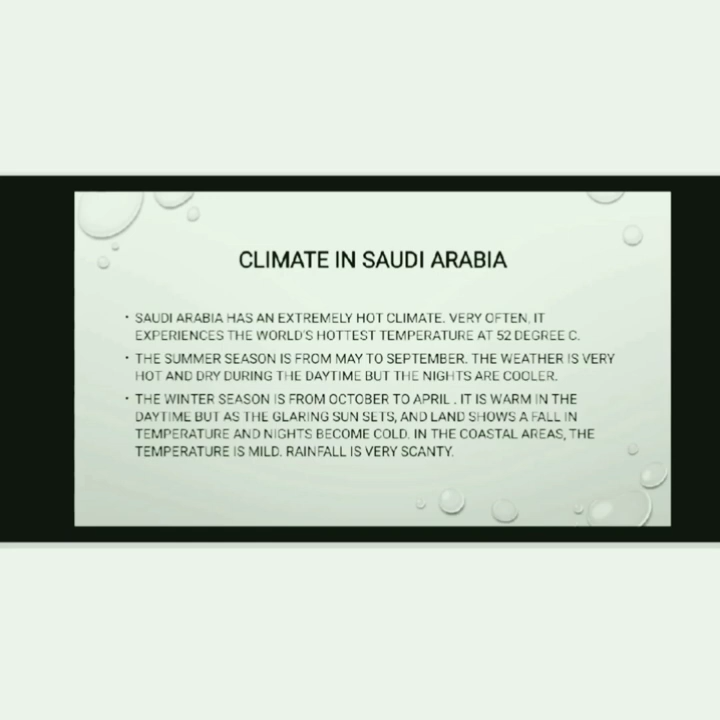 CLIMATE IN SAUDI ARABIA
• SAUDI ARABIA HAS AN EXTREMELY HOT CLIMATE. VERY OFTEN, IT
EXPERIENCES THE WORLD'S HOTTEST TEMPERATURE AT 52 DEGREE C.
• THE SUMMER SEASON IS FROM MAY TO SEPTEMBER. THE WEATHER IS VERY
HOT AND DRY DURING THE DAYTIME BUT THE NIGHTS ARE COOLER.
• THE WINTER SEASON IS FROM OCTOBER TO APRIL . IT IS WARM IN THE
DAYTIME BUT AS THE GLARING SUN SETS, AND LAND SHOWS A FALL IN
TEMPERATURE AND NIGHTS BECOME COLD. IN THE COASTAL AREAS, THE
TEMPERATURE IS MILD. RAINFALL IS VERY SCANTY.